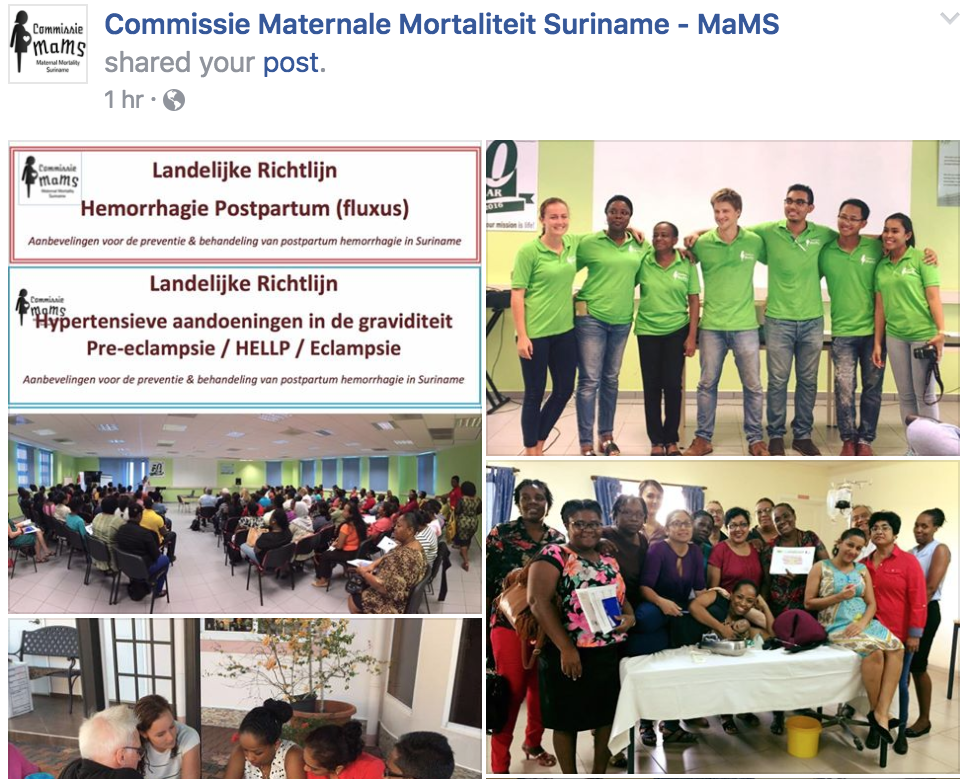 Commissie Maternale Mortaliteit Suriname - MaMS
shared your post.
1 hr ·
Commissie
MaMS
Maternal Mortality
Suriname
Commissie
MaMS
Maternal Mortality
Suriname
Landelijke Richtlijn
Hemorrhagie Postpartum (fluxus)
Aanbevelingen voor de preventie & behandeling van postpartum hemorrhagie in Suriname
Commissie
MaMS
Landelijke Richtlijn
Hypertensieve aandoeningen in de graviditeit
Pre-eclampsie / HELLP / Eclampsie
Aanbevelingen voor de preventie & behandeling van postpartum hemorrhagie in Suriname
AR
2016
our mission is life!